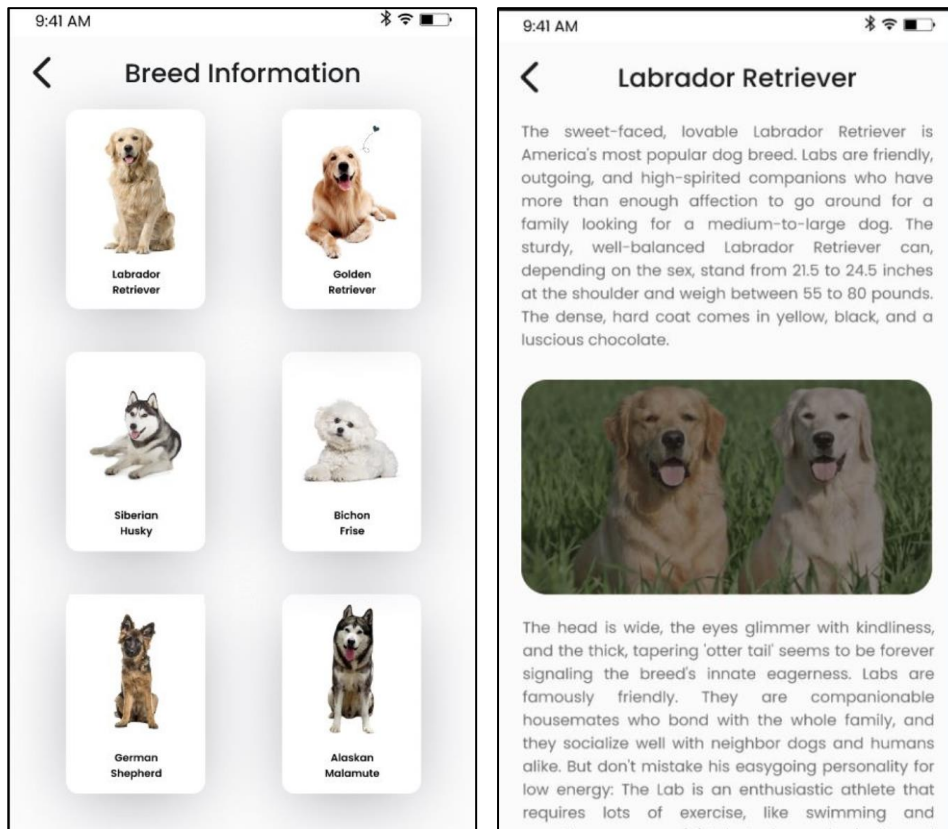 9:41 AM
Breed Information
Labrador
Retriever
Golden
Retriever
Siberian
Husky
Bichon
Frise
German
Shepherd
Alaskan
Malamute
9:41 AM
Labrador Retriever
The sweet-faced, lovable Labrador Retriever is
America's most popular dog breed. Labs are friendly,
outgoing, and high-spirited companions who have
more than enough affection to go around for a
family looking for a medium-to-large dog. The
sturdy, well-balanced Labrador Retriever can,
depending on the sex, stand from 21.5 to 24.5 inches
at the shoulder and weigh between 55 to 80 pounds.
The dense, hard coat comes in yellow, black, and a
luscious chocolate.
The head is wide, the eyes glimmer with kindliness,
and the thick, tapering 'otter tail' seems to be forever
signaling the breed's innate eagerness. Labs are
famously friendly. They are companionable
housemates who bond with the whole family, and
they socialize well with neighbor dogs and humans
alike. But don't mistake his easygoing personality for
low energy: The Lab is an enthusiastic athlete that
requires lots of exercise, like swimming and